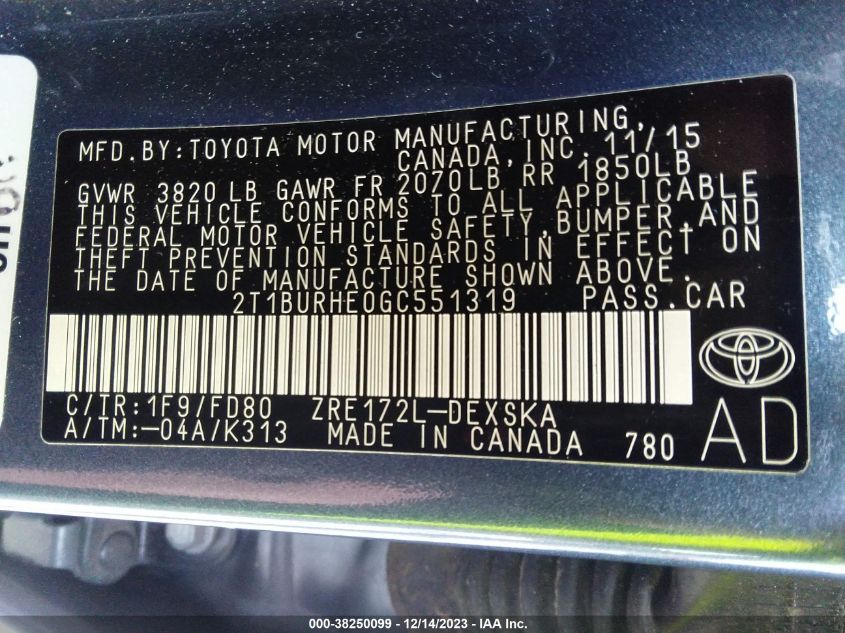 MFD.BY:TOYOTA MOTOR MANUFACTURING,
CANADA,INC. 11/15
GVWR 3820 LB GAWR FR 2070LB RR 1850LB
THIS VEHICLE CONFORMS TO ALL APPLICABLE
FEDERAL MOTOR VEHICLE SAFETY,BUMPER,AND
THEFT PREVENTION STANDARDS IN EFFECT ON
THE DATE OF MANUFACTURE SHOWN ABOVE.
2T1BURHE0GC551319 PASS.CAR
C/TR:1F9/FD80 ZRE172L-DEXSKA
A/TM:-04A/K313 MADE IN CANADA 780
AD
000-38250099 - 12/14/2023 - IAA Inc.